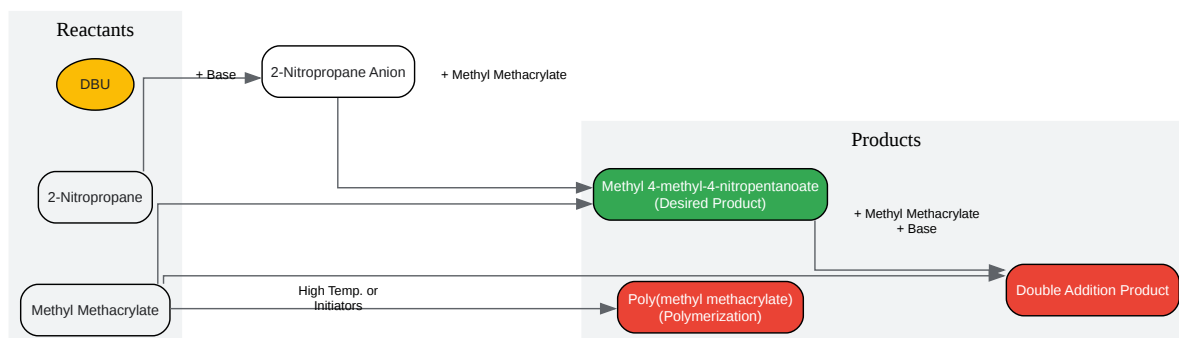 Reactants
DBU
+ Base
2-Nitropropane Anion
+ Methyl Methacrylate
Products
2-Nitropropane
Methyl 4-methyl-4-nitropentanoate
(Desired Product)
+ Methyl Methacrylate
+ Base
Methyl Methacrylate
High Temp. or
Initiators
Poly(methyl methacrylate)
(Polymerization)
Double Addition Product